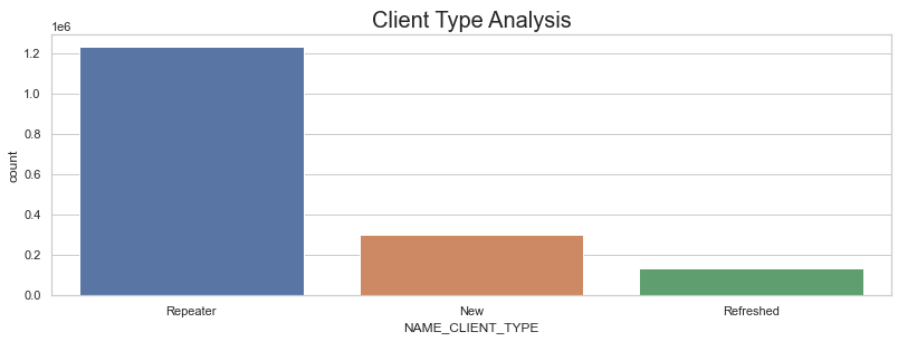 Client Type Analysis
1e6
1.2
1.0
0.8
0.6
0.4
0.2
0.0
count
Repeater New Refreshed
NAME_CLIENT_TYPE